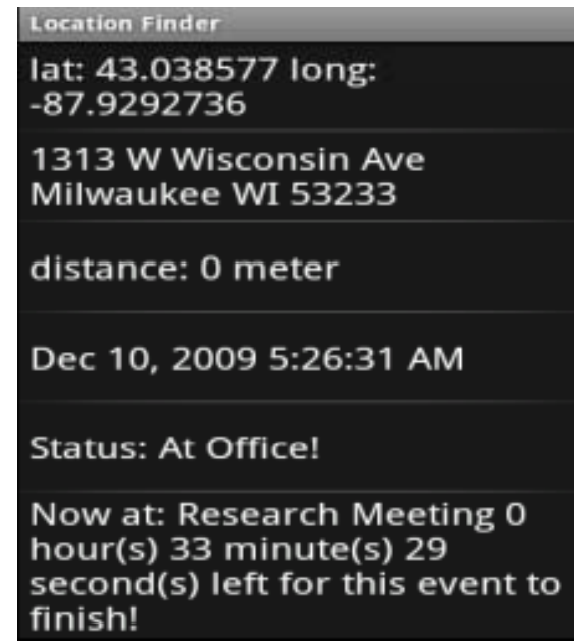 Location Finder
lat: 43.038577 long:
-87.9292736
1313 W Wisconsin Ave
Milwaukee WI 53233
distance: 0 meter
Dec 10, 2009 5:26:31 AM
Status: At Office!
Now at: Research Meeting 0
hour(s) 33 minute(s) 29
second(s) left for this event to
finish!